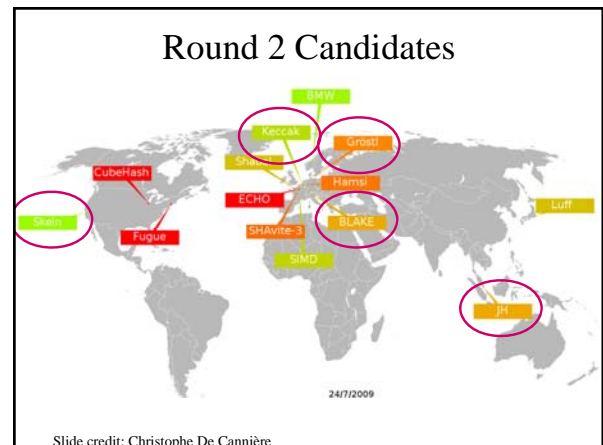 Round 2 Candidates
BMW
Keccak
Grøstl
Shabal
CubeHash
Hamsi
ECHO
Luffa
Skein
BLAKE
SHAvite-3
Fugue
SIMD
JH
24/7/2009
Slide credit: Christophe De Cannière